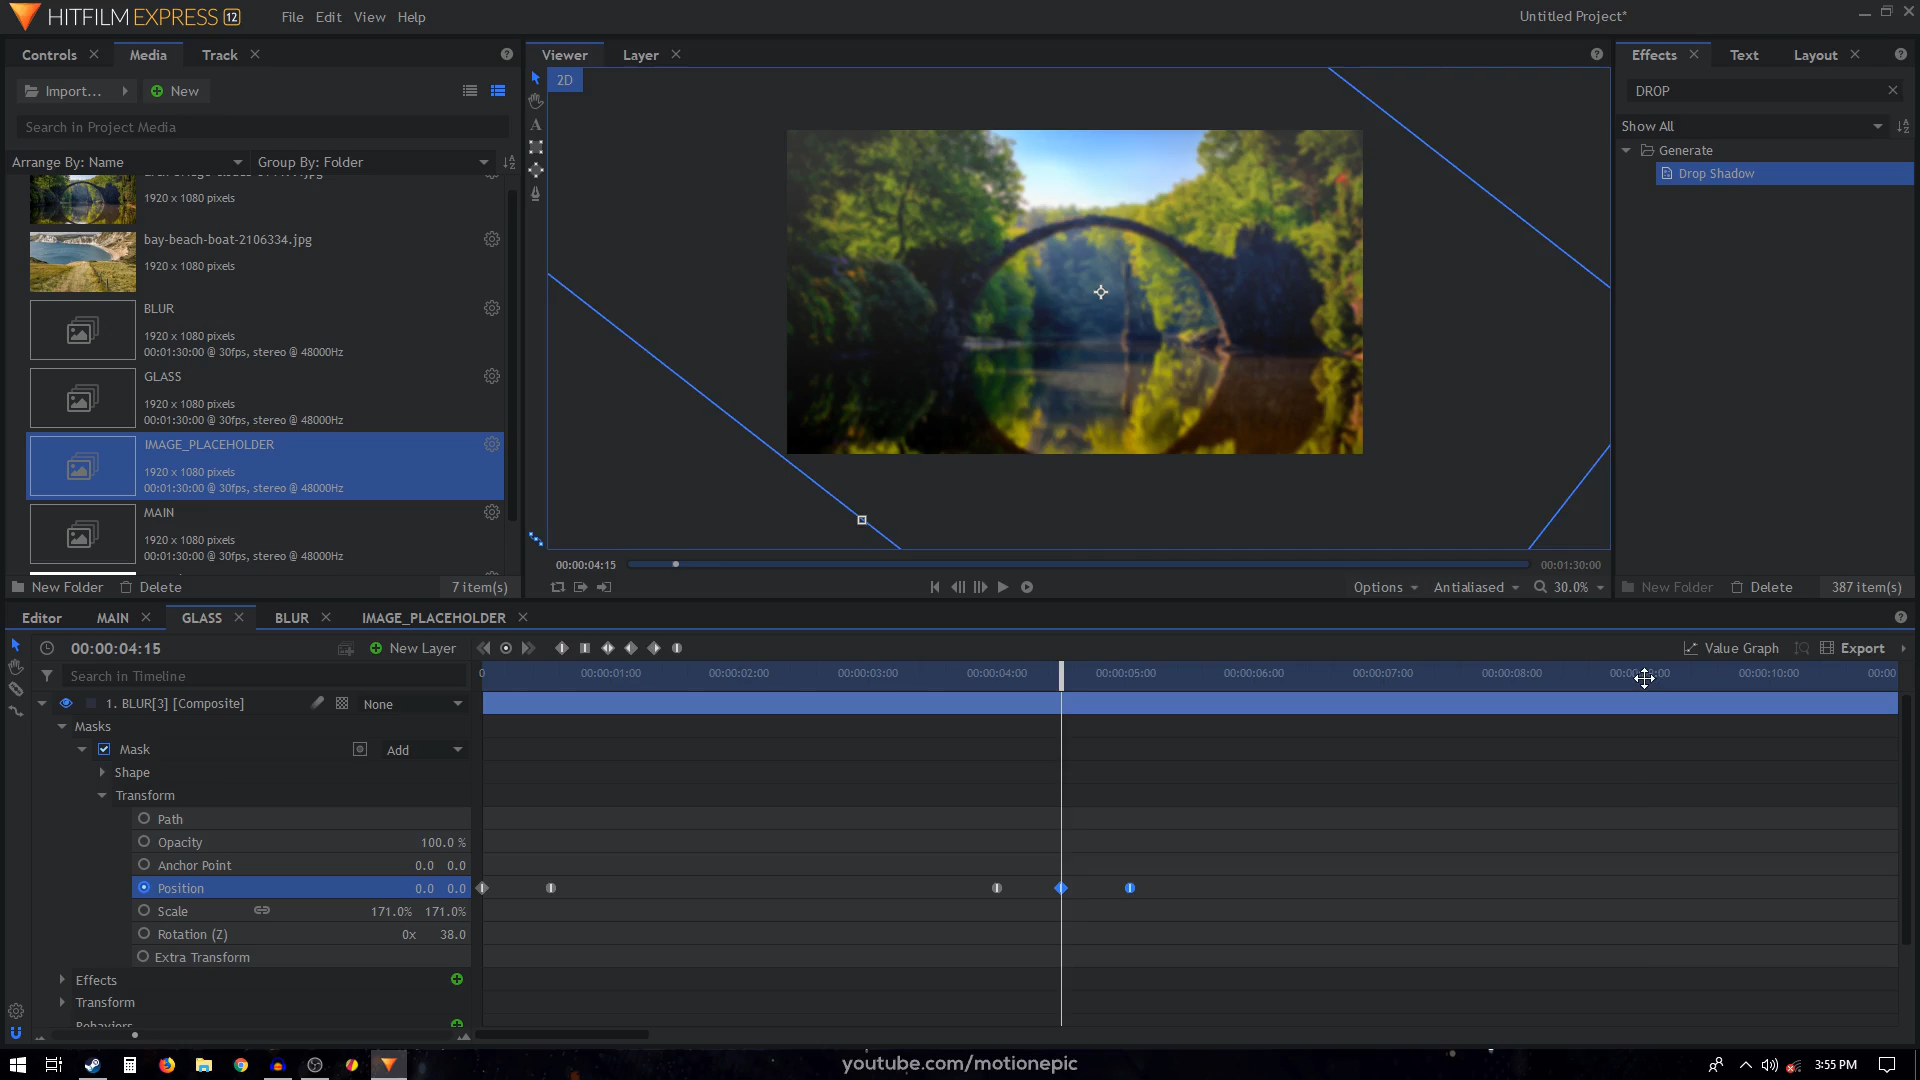 HITFILM EXPRESS 12
File Edit View Help
Untitled Project*
Controls
Media
Track
Viewer
Layer
Effects
Text
Layout
Import...
New
2D
DROP
Search in Project Media
Show All
Arrange By: Name
Group By: Folder
Generate
Drop Shadow
1920 x 1080 pixels
bay-beach-boat-2106334.jpg
1920 x 1080 pixels
BLUR
1920 x 1080 pixels
00:01:30:00 @ 30fps, stereo @ 48000Hz
GLASS
1920 x 1080 pixels
00:01:30:00 @ 30fps, stereo @ 48000Hz
IMAGE_PLACEHOLDER
1920 x 1080 pixels
00:01:30:00 @ 30fps, stereo @ 48000Hz
MAIN
1920 x 1080 pixels
00:01:30:00 @ 30fps, stereo @ 48000Hz
New Folder
Delete
7 item(s)
00:00:04:15
00:01:30:00
Options
Antialiased
30.0%
New Folder
Delete
387 item(s)
Editor
MAIN
GLASS
BLUR
IMAGE_PLACEHOLDER
00:00:04:15
New Layer
Value Graph
Export
Search in Timeline
0 00:00:01:00 00:00:02:00 00:00:03:00 00:00:04:00 00:00:05:00 00:00:06:00 00:00:07:00 00:00:08:00 00:00:10:00 00:00
1. BLUR[3] [Composite]
None
Masks
Mask
Add
Shape
Transform
Path
Opacity 100.0 %
Anchor Point 0.0 0.0
Position 0.0 0.0
Scale 171.0% 171.0%
Rotation (Z) 0x 38.0
Extra Transform
Effects
Transform
Behaviors
youtube.com/motionepic
3:55 PM